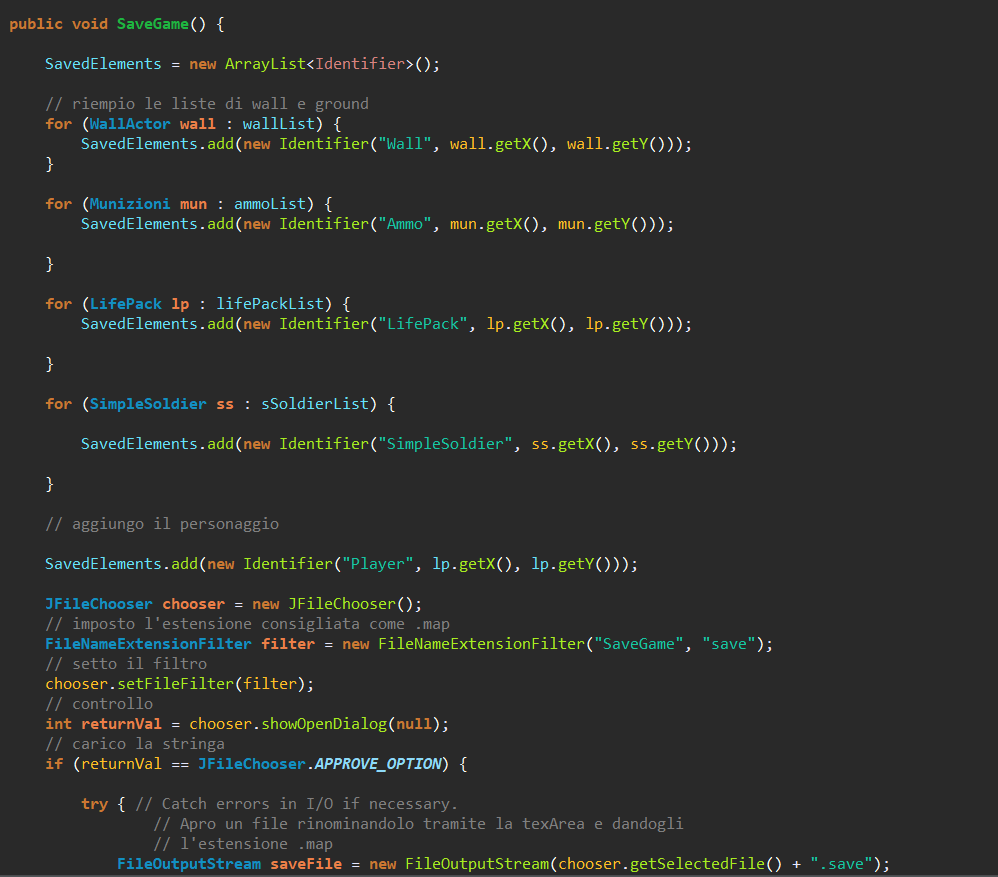 public void SaveGame() {
SavedElements = new ArrayList<Identifier>();
// riempio le liste di wall e ground
for (WallActor wall : wallList) {
SavedElements.add(new Identifier("Wall", wall.getX(), wall.getY()));
}
for (Munizioni mun : ammoList) {
SavedElements.add(new Identifier("Ammo", mun.getX(), mun.getY()));
}
for (LifePack lp : lifePackList) {
SavedElements.add(new Identifier("LifePack", lp.getX(), lp.getY()));
}
for (SimpleSoldier ss : sSoldierList) {
SavedElements.add(new Identifier("SimpleSoldier", ss.getX(), ss.getY()));
}
// aggiungo il personaggio
SavedElements.add(new Identifier("Player", lp.getX(), lp.getY()));
JFileChooser chooser = new JFileChooser();
// imposto l'estensione consigliata come .map
FileNameExtensionFilter filter = new FileNameExtensionFilter("SaveGame", "save");
// setto il filtro
chooser.setFileFilter(filter);
// controllo
int returnVal = chooser.showOpenDialog(null);
// carico la stringa
if (returnVal == JFileChooser.APPROVE_OPTION) {
try { // Catch errors in I/O if necessary.
// Apro un file rinominandolo tramite la texArea e dandogli
// l'estensione .map
FileOutputStream saveFile = new FileOutputStream(chooser.getSelectedFile() + ".save");